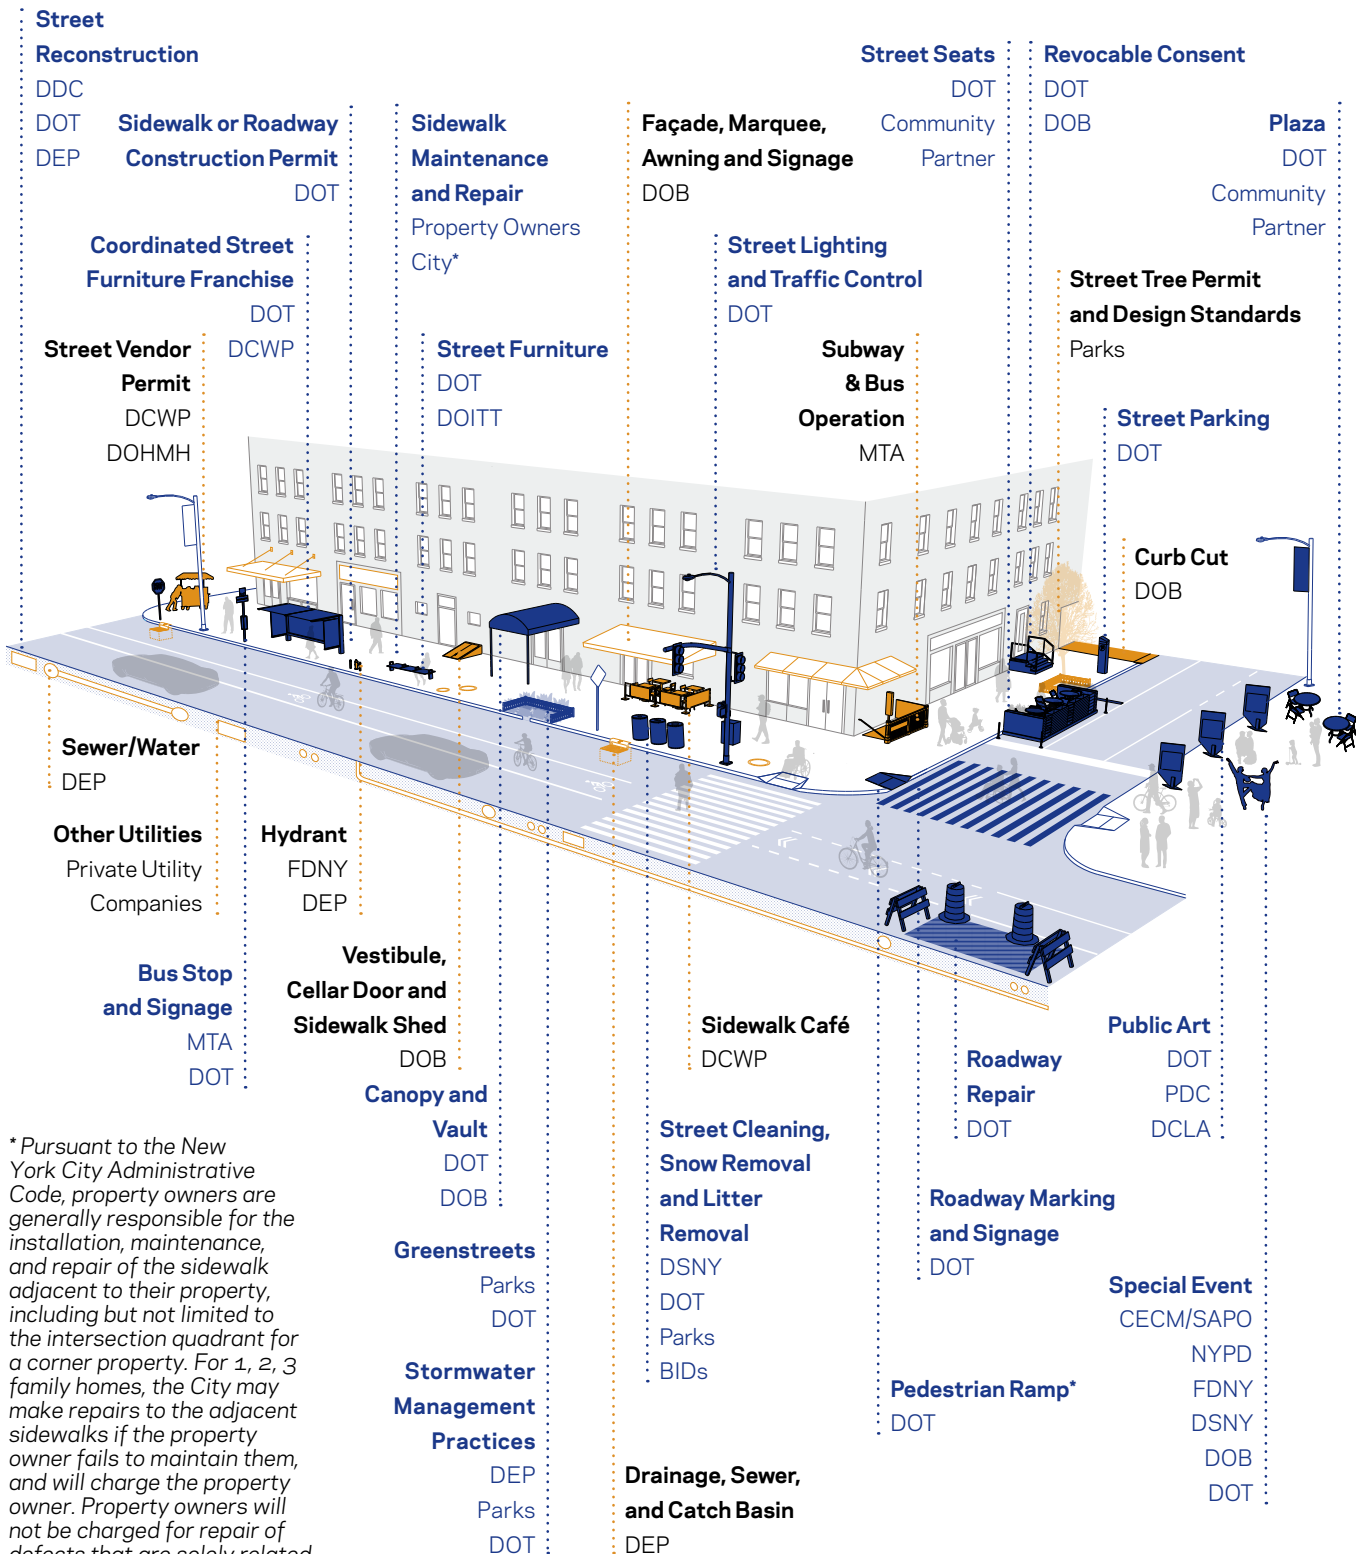 Street
Reconstruction
DDC
DOT
DEP
Sidewalk or Roadway
Construction Permit
DOT
Sidewalk
Maintenance
and Repair
Property Owners
City*
Façade, Marquee,
Awning and Signage
DOB
Street Seats
DOT
Community
Partner
Revocable Consent
DOT
DOB
Plaza
DOT
Community
Partner
Coordinated Street
Furniture Franchise
DOT
DCWP
Street Lighting
and Traffic Control
DOT
Street Tree Permit
and Design Standards
Parks
Street Vendor
Permit
DCWP
DOHMH
Street Furniture
DOT
DOITT
Subway
& Bus
Operation
MTA
Street Parking
DOT
Curb Cut
DOB
Sewer/Water
DEP
Other Utilities
Private Utility
Companies
Hydrant
FDNY
DEP
Bus Stop
and Signage
MTA
DOT
Vestibule,
Cellar Door and
Sidewalk Shed
DOB
Sidewalk Café
DCWP
Roadway
Repair
DOT
Public Art
DOT
PDC
DCLA
Canopy and
Vault
DOT
DOB
Street Cleaning,
Snow Removal
and Litter
Removal
DSNY
DOT
Parks
BIDs
Roadway Marking
and Signage
DOT
Greenstreets
Parks
DOT
Special Event
CECM/SAPO
NYPD
FDNY
DSNY
DOB
DOT
Stormwater
Management
Practices
DEP
Parks
DOT
Pedestrian Ramp*
DOT
Drainage, Sewer,
and Catch Basin
DEP
* Pursuant to the New
York City Administrative
Code, property owners are
generally responsible for the
installation, maintenance,
and repair of the sidewalk
adjacent to their property,
including but not limited to
the intersection quadrant for
a corner property. For 1, 2, 3
family homes, the City may
make repairs to the adjacent
sidewalks if the property
owner fails to maintain them,
and will charge the property
owner. Property owners will
not be charged for repair of
defects that are solely related